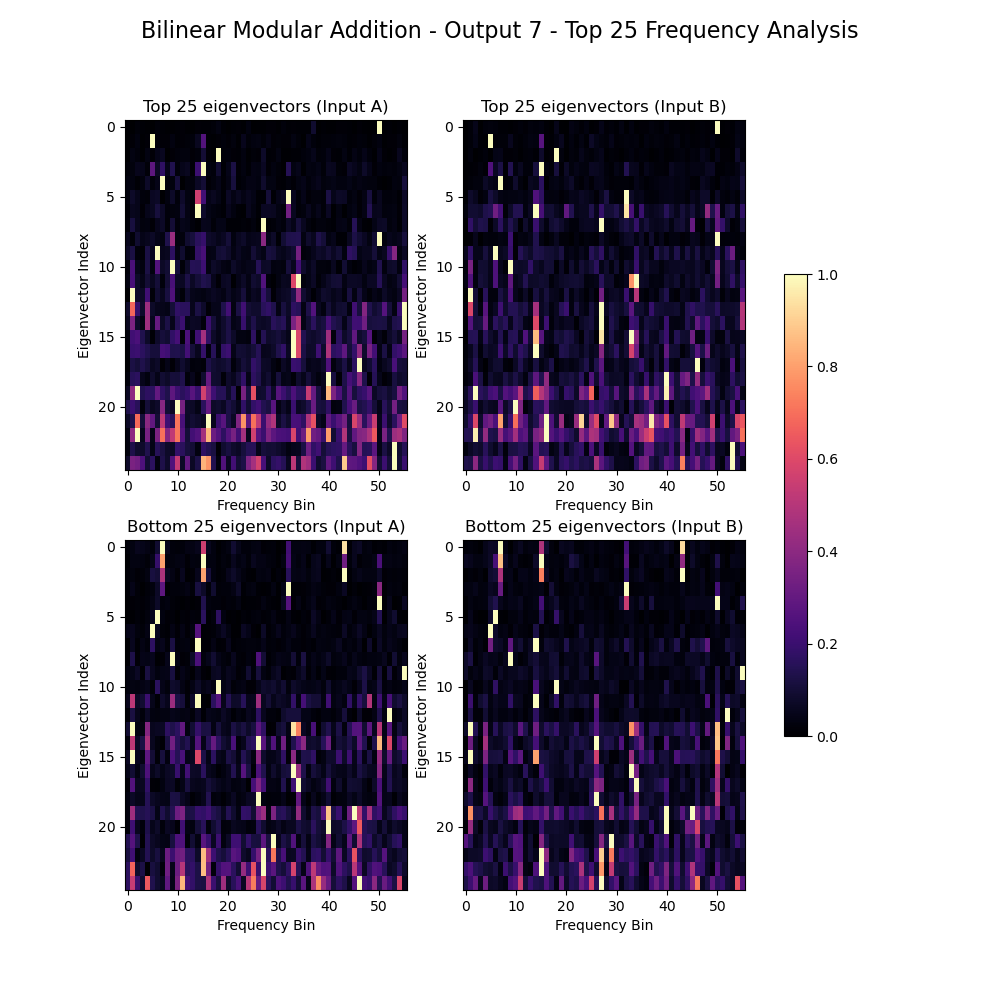 Bilinear Modular Addition - Output 7 - Top 25 Frequency Analysis
Top 25 eigenvectors (Input A)
Top 25 eigenvectors (Input B)
Eigenvector Index
0
5
10
15
20
0 10 20 30 40 50
Frequency Bin
Eigenvector Index
0
5
10
15
20
0 10 20 30 40 50
Frequency Bin
1.0
0.8
0.6
0.4
0.2
0.0
Bottom 25 eigenvectors (Input A)
Bottom 25 eigenvectors (Input B)
Eigenvector Index
0
5
10
15
20
0 10 20 30 40 50
Frequency Bin
Eigenvector Index
0
5
10
15
20
0 10 20 30 40 50
Frequency Bin